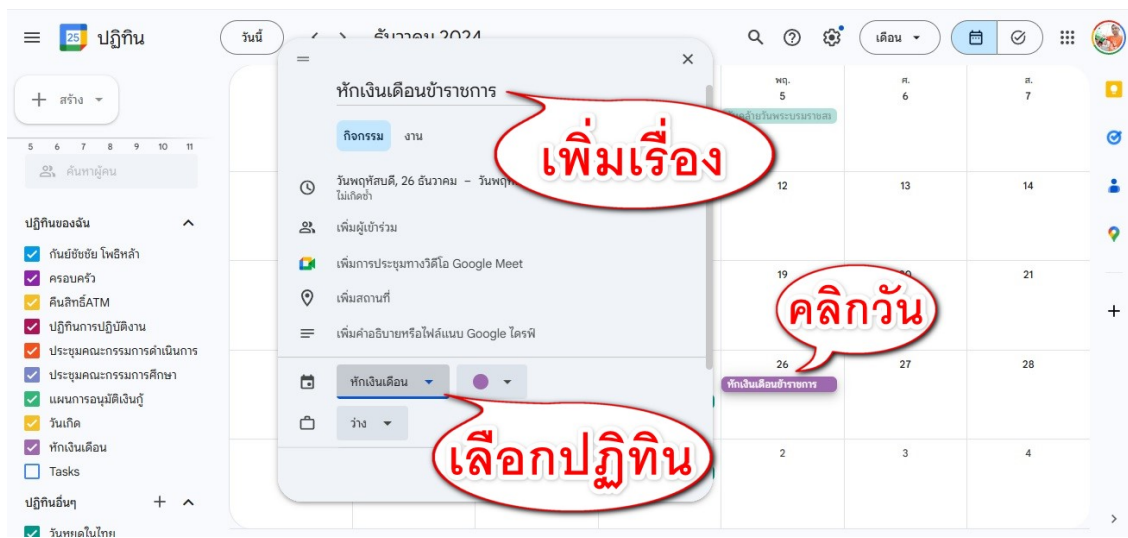 25 ปฏิทิน
วันนี้
ธันวาคม 2024
เดือน
สร้าง
5 6 7 8 9 10 11
ค้นหาผู้คน
ปฏิทินของฉัน
กันย์ชัชชัย โพธิหล้า
ครอบครัว
คืนสิทธิ์ATM
ปฏิทินการปฏิบัติงาน
ประชุมคณะกรรมการดำเนินการ
ประชุมคณะกรรมการศึกษา
แผนการอนุมัติเงินกู้
วันเกิด
หักเงินเดือน
Tasks
ปฏิทินอื่นๆ
วันหยุดในไทย
หักเงินเดือนข้าราชการ
กิจกรรม งาน
วันพฤหัสบดี, 26 ธันวาคม –
ไม่เกิดซ้ำ
เพิ่มผู้เข้าร่วม
เพิ่มการประชุมทางวิดีโอ Google Meet
เพิ่มสถานที่
เพิ่มคำอธิบายหรือไฟล์แนบ Google ไดรฟ์
หักเงินเดือน
ว่าง
เพิ่มเรื่อง
คลิกวัน
เลือกปฏิทิน
พฤ. ศ. ส.
5 6 7
12 13 14
19 21
26 27 28
หักเงินเดือนข้าราชการ
2 3 4